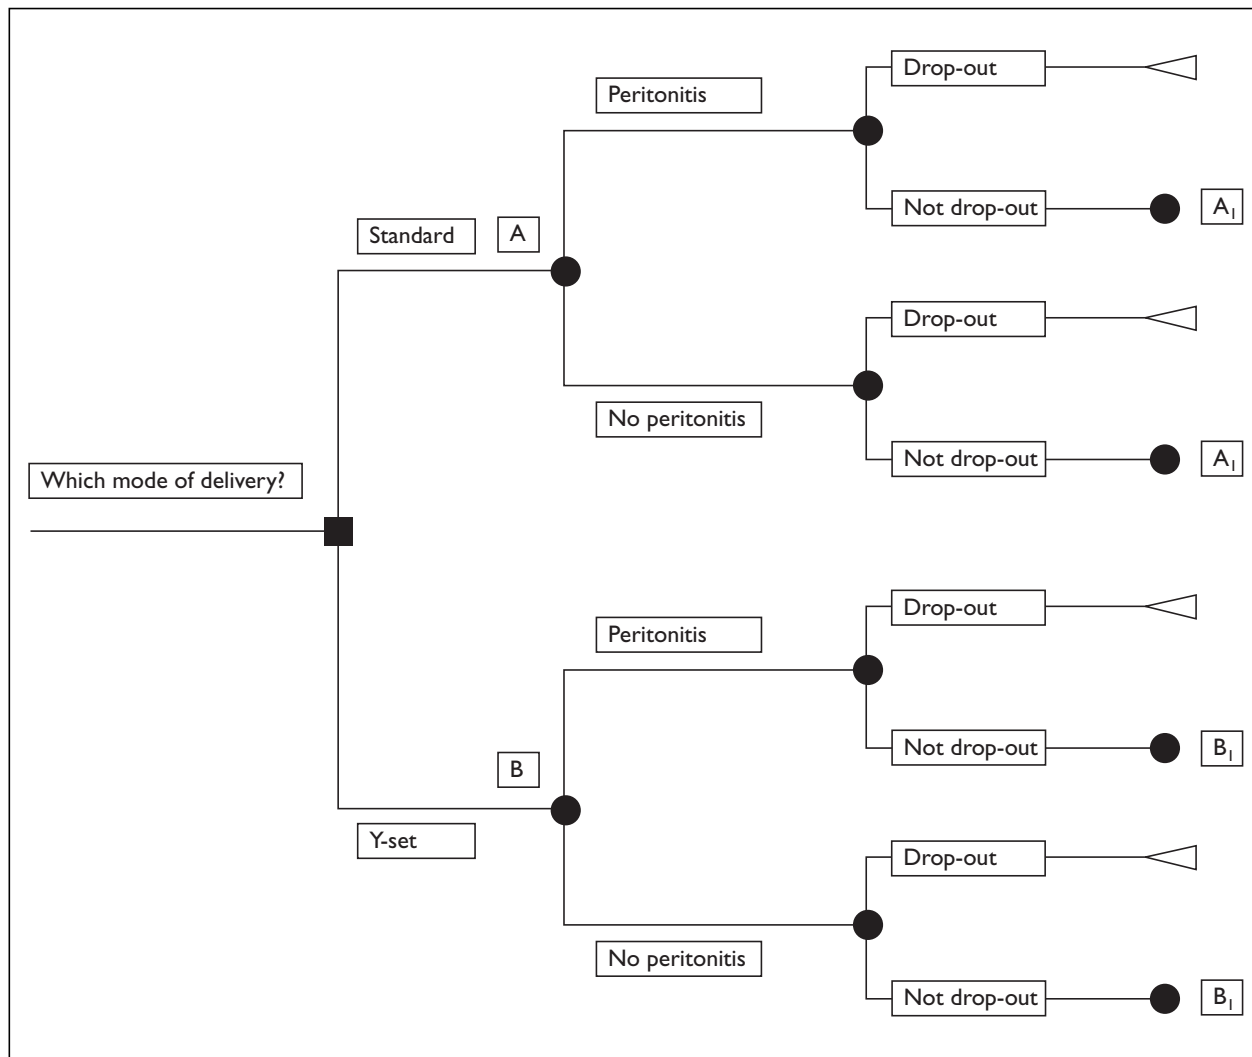 Drop-out
Peritonitis
Not drop-out
A₁
Standard
A
Drop-out
No peritonitis
Not drop-out
A₁
Which mode of delivery?
Drop-out
Peritonitis
Not drop-out
B₁
B
Y-set
Drop-out
No peritonitis
Not drop-out
B₁